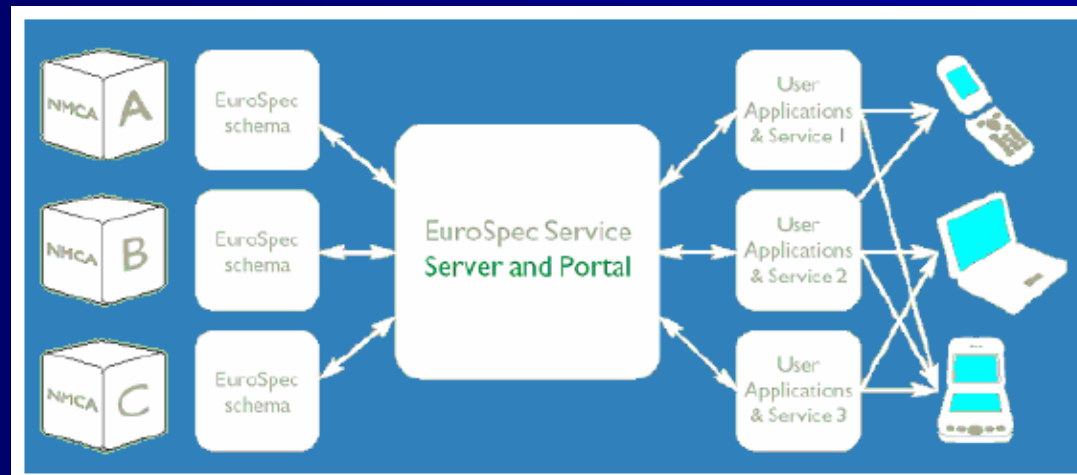 NMCA A
EuroSpec
schema
NMCA B
EuroSpec
schema
NMCA C
EuroSpec
schema
EuroSpec Service
Server and Portal
User
Applications
& Service 1
User
Applications
& Service 2
User
Applications
& Service 3